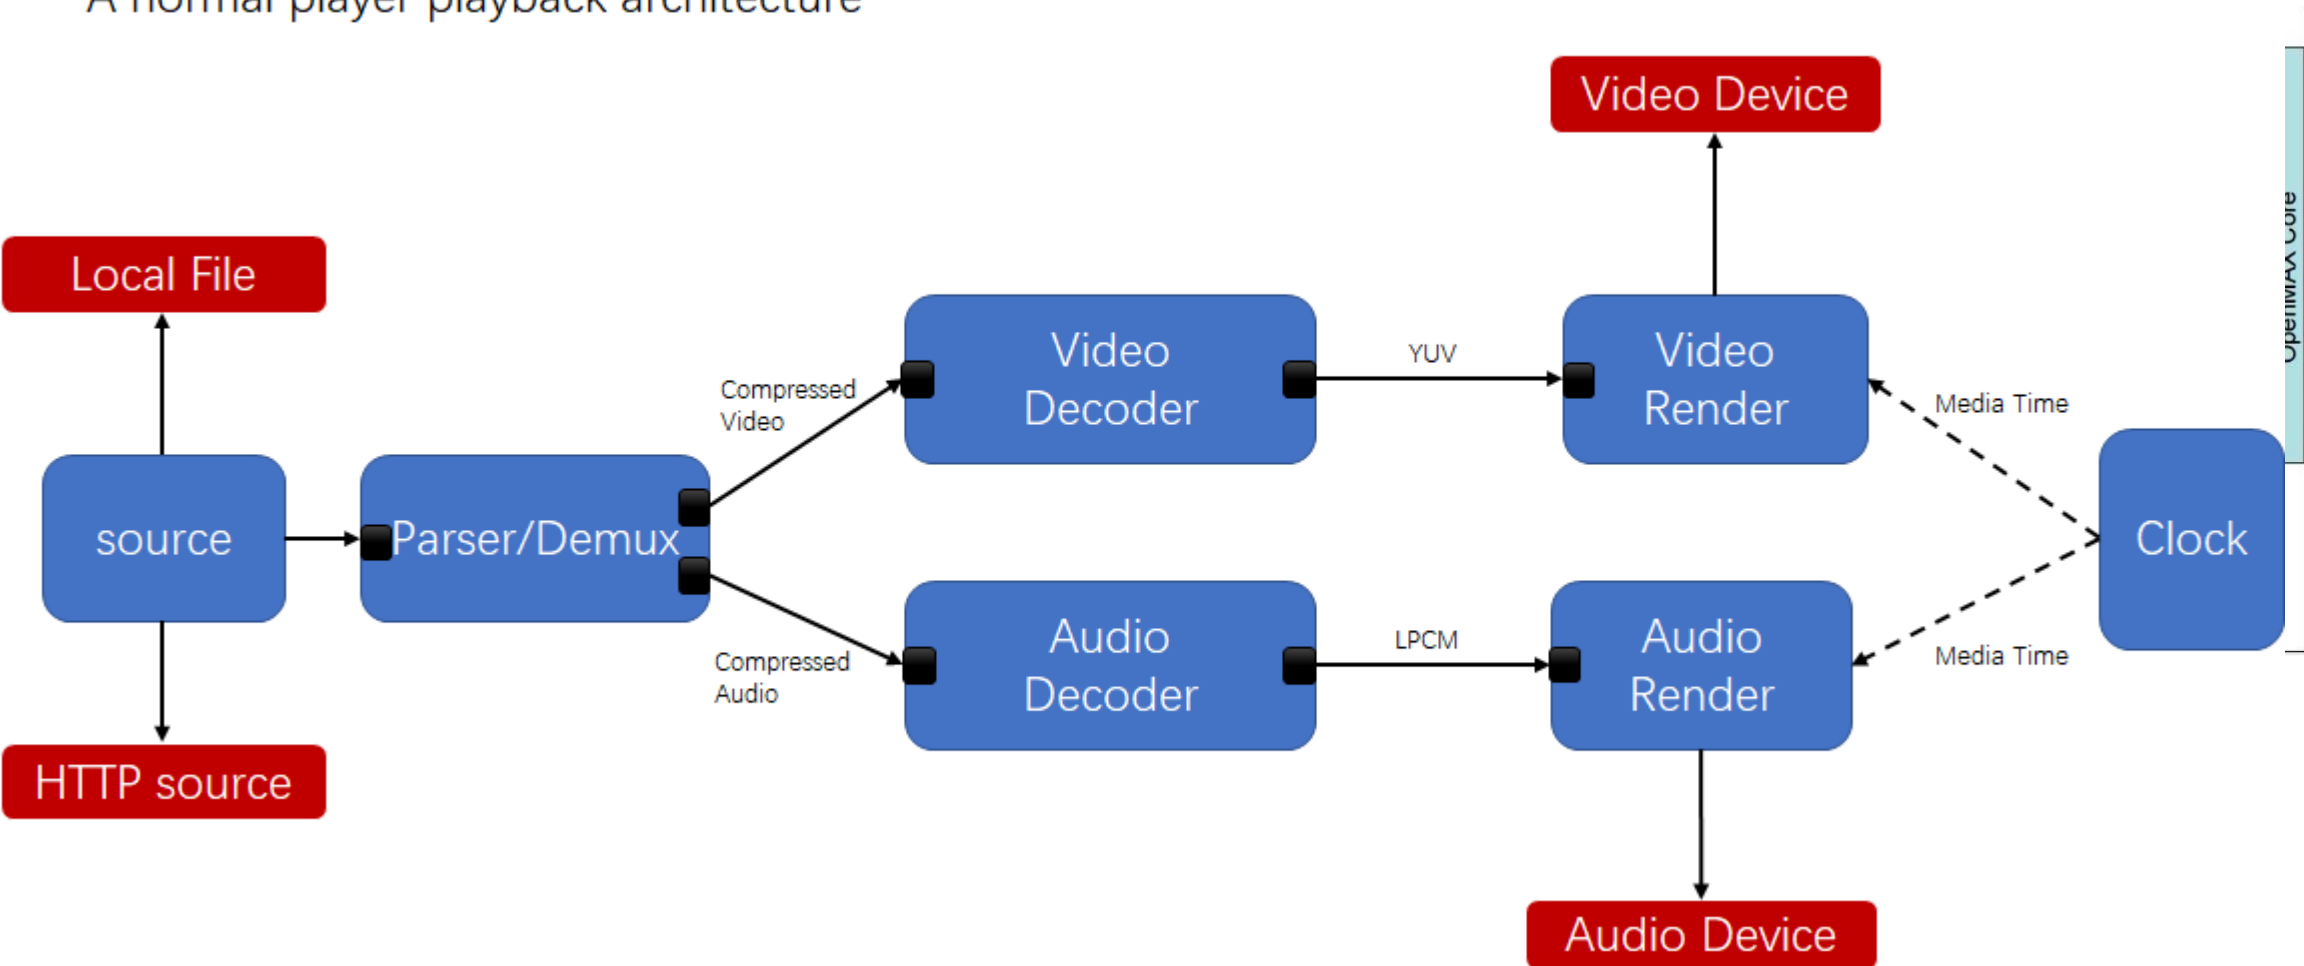 A normal player playback architecture
Video Device
Local File
Video
Decoder
YUV
Video
Render
Compressed
Video
Media Time
source
Parser/Demux
Clock
Audio
Decoder
LPCM
Audio
Render
Compressed
Audio
Media Time
HTTP source
Audio Device